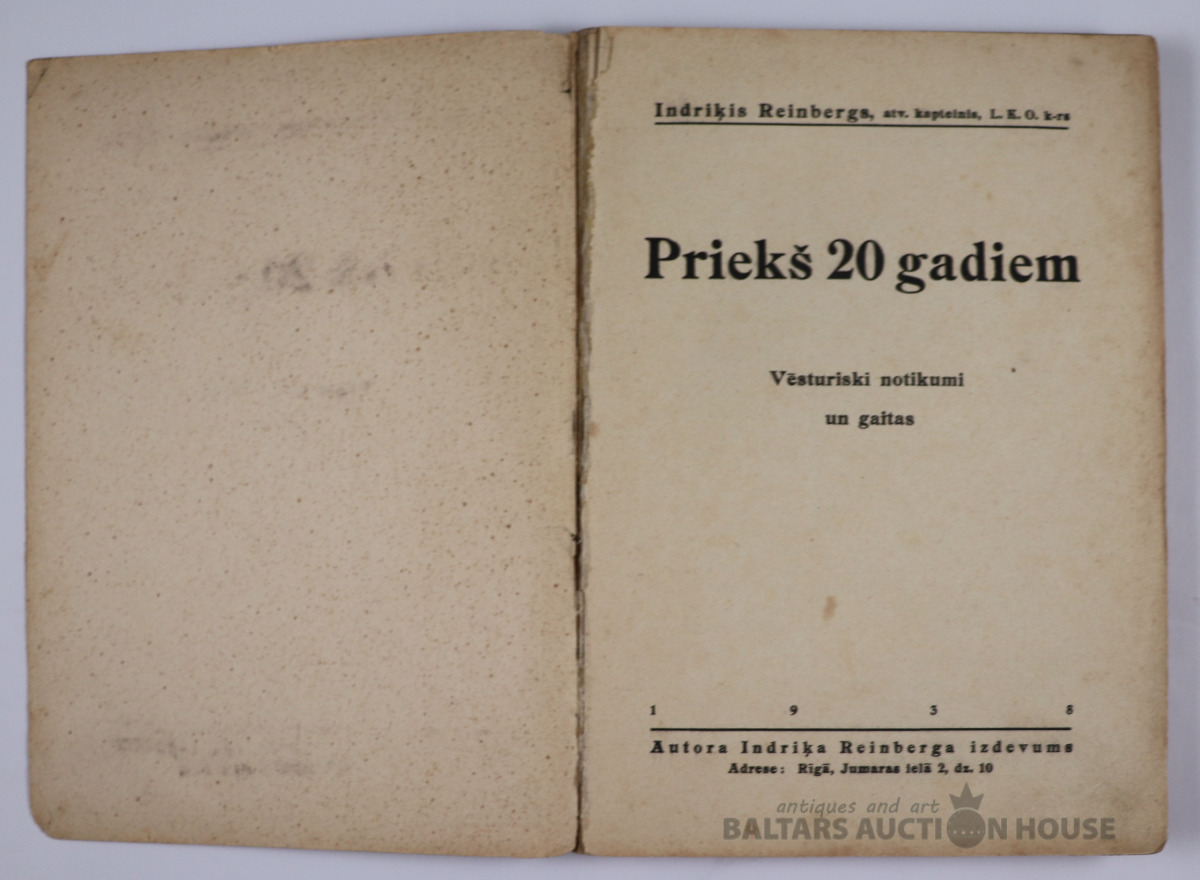 Indriķis Reinbergs, atv. kapteinis, L. K. O. k-rs
Priekš 20 gadiem
Vēsturiski notikumi
un gaitas
1 9 3 8
Autora Indriķa Reinberga izdevums
Adrese: Rīgā, Jumaras ielā 2, dz. 10
antiques and art
BALTARS AUCTION HOUSE